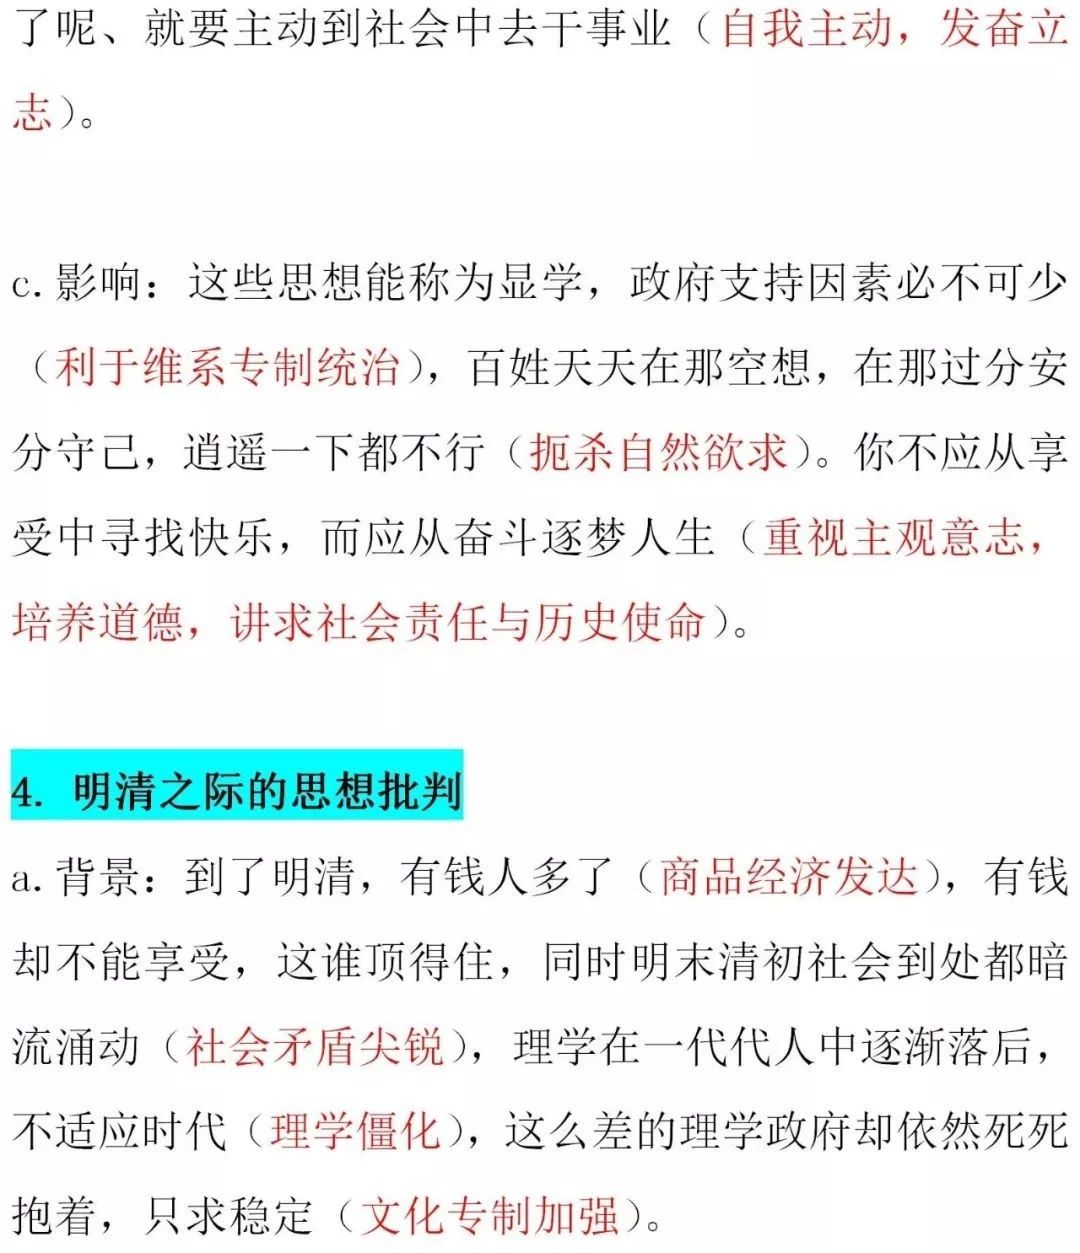 了呢、就要主动到社会中去干事业（自我主动，发奋立
志）。
c.影响：这些思想能称为显学，政府支持因素必不可少
（利于维系专制统治），百姓天天在那空想，在那过分安
分守己，逍遥一下都不行（扼杀自然欲求）。你不应从享
受中寻找快乐，而应从奋斗逐梦人生（重视主观意志，
培养道德，讲求社会责任与历史使命）。
4. 明清之际的思想批判
a.背景：到了明清，有钱人多了（商品经济发达），有钱
却不能享受，这谁顶得住，同时明末清初社会到处都暗
流涌动（社会矛盾尖锐），理学在一代代人中逐渐落后，
不适应时代（理学僵化），这么差的理学政府却依然死死
抱着，只求稳定（文化专制加强）。